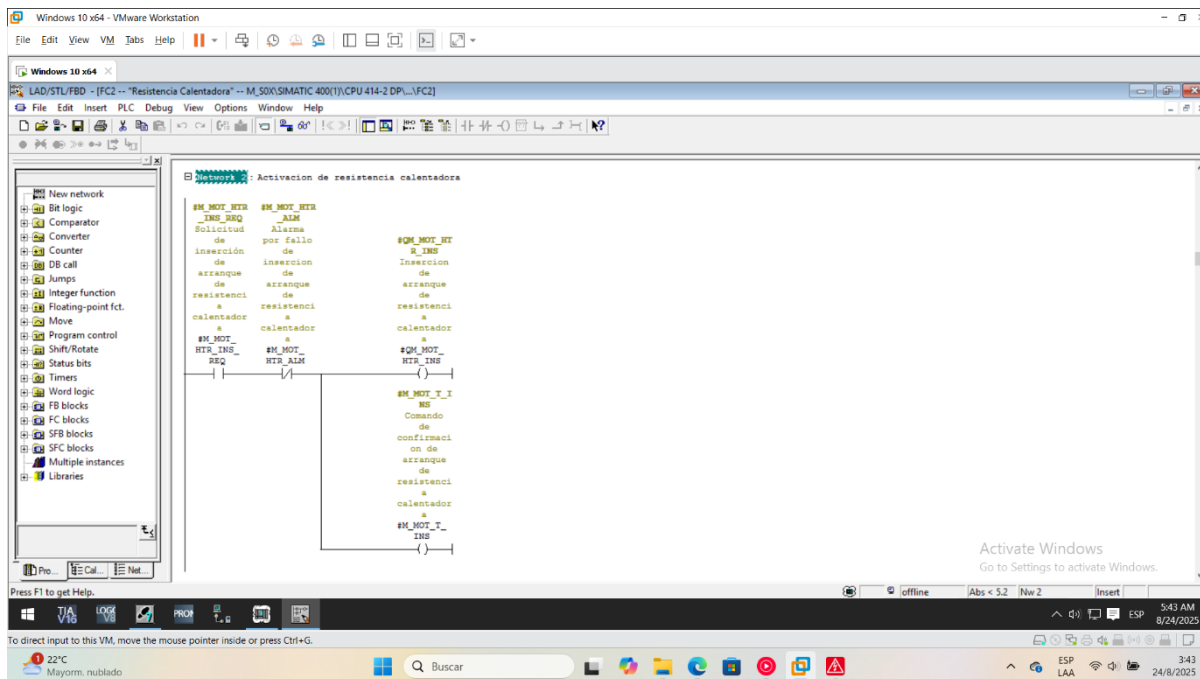 Windows 10 x64 - VMware Workstation
File Edit View VM Tabs Help
Windows 10 x64
LAD/STL/FBD - [FC2 -- "Resistencia Calentadora" -- M_S0X\SIMATIC 400(1)\CPU 414-2 DP\...\FC2]
File Edit Insert PLC Debug View Options Window Help
New network
Bit logic
Comparator
Converter
Counter
DB call
Jumps
Integer function
Floating-point fct.
Move
Program control
Shift/Rotate
Status bits
Timers
Word logic
FB blocks
FC blocks
SFB blocks
SFC blocks
Multiple instances
Libraries
Pro... Cal... Net...
Network 2 : Activacion de resistencia calentadora
#M_MOT_HTR
_INS_REQ
Solicitud
de
inserción
de
arranque
de
resistenci
a
calentador
a
#M_MOT_
HTR_INS_
REQ
#M_MOT_HTR
_ALM
Alarma
por fallo
de
insercion
de
arranque
de
resistenci
a
calentador
a
#M_MOT_
HTR_ALM
#QM_MOT_HT
R_INS
Insercion
de
arranque
de
resistenci
a
calentador
a
#QM_MOT_
HTR_INS
#M_MOT_T_I
NS
Comando
de
confirmaci
on de
arranque
de
resistenci
a
calentador
a
#M_MOT_T_
INS
Activate Windows
Go to Settings to activate Windows.
Press F1 to get Help.
offline Abs < 5.2 Nw 2 Insert
TIA V16
ESP
5:43 AM
8/24/2025
To direct input to this VM, move the mouse pointer inside or press Ctrl+G.
1
22°C
Mayorm. nublado
Buscar
ESP
LAA
3:43
24/8/2025